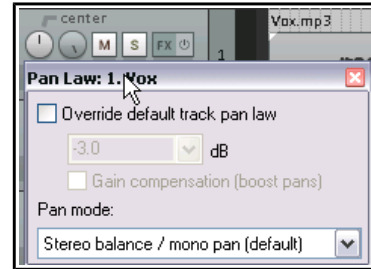 center
Vox.mp3
M S FX
1
Pan Law: 1. Vox
Override default track pan law
-3.0 dB
Gain compensation (boost pans)
Pan mode:
Stereo balance / mono pan (default)